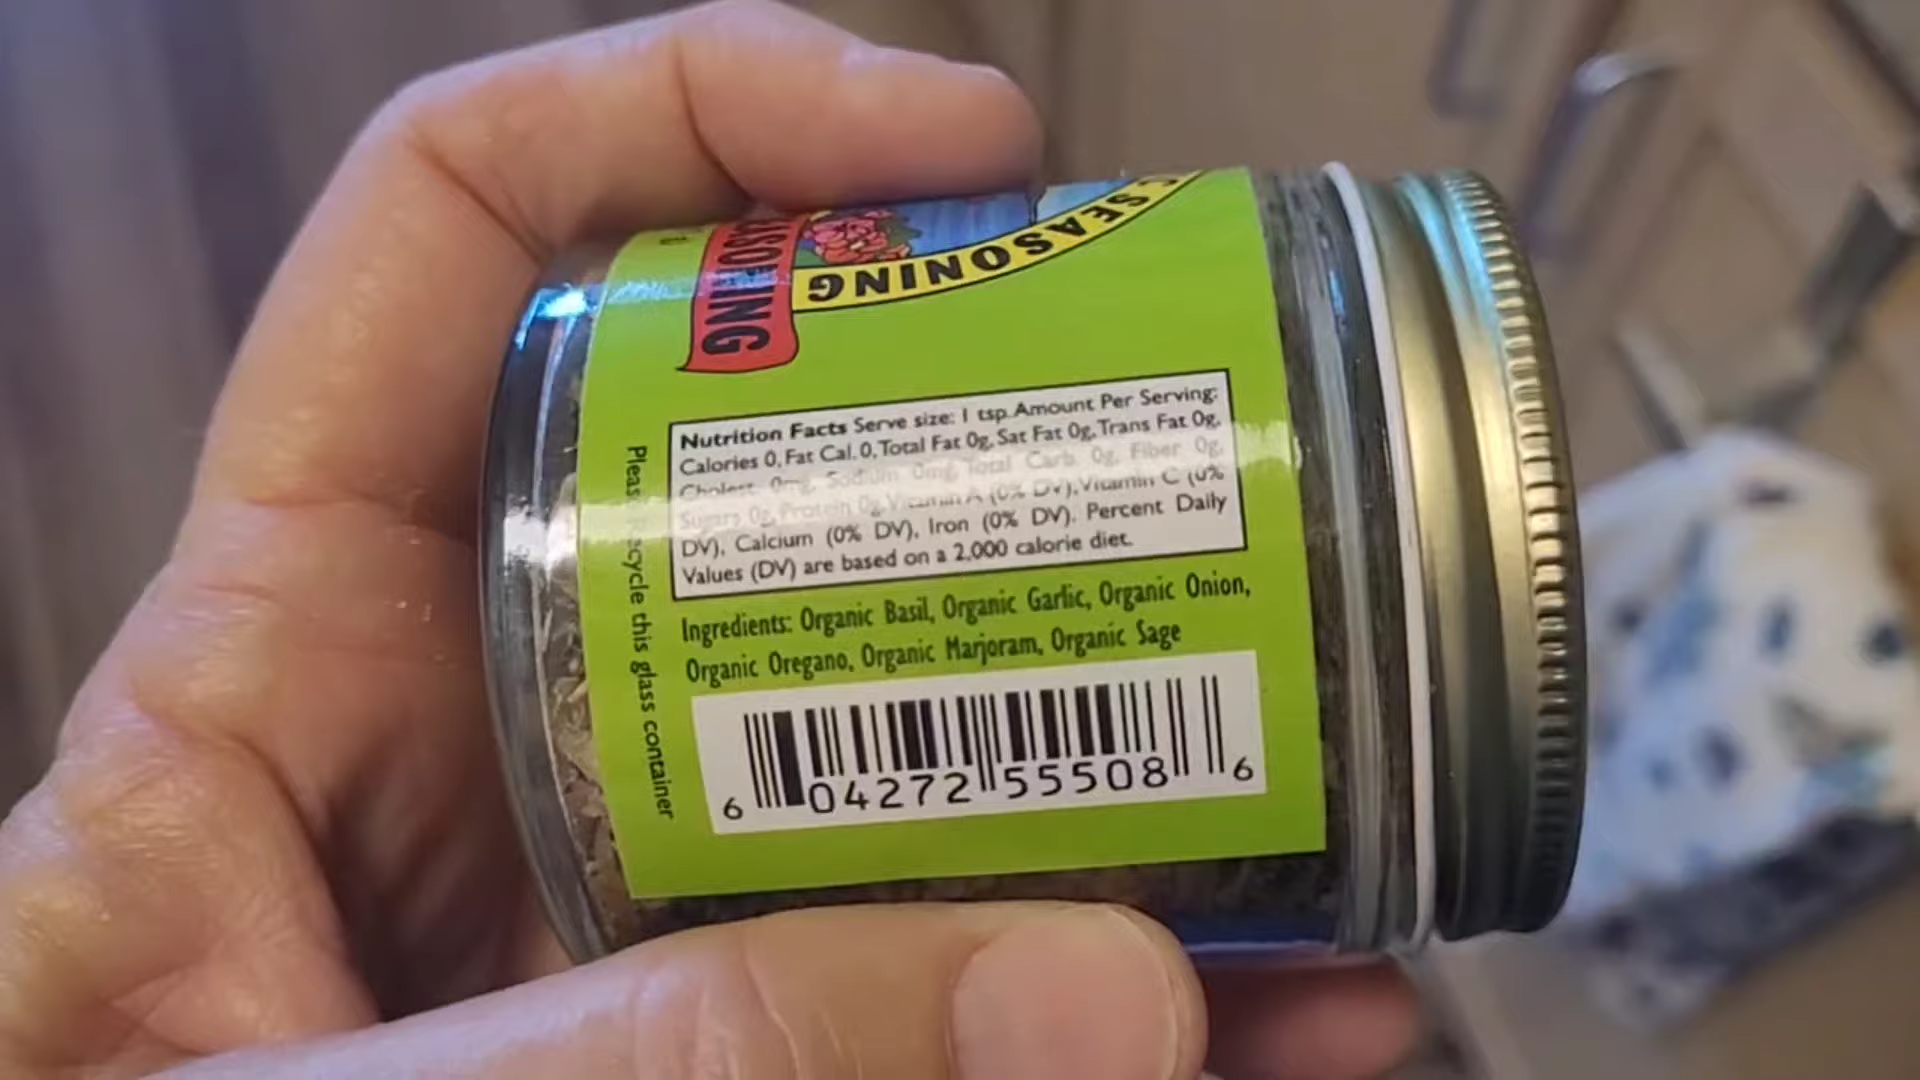 C SEASONING
ASONING
Nutrition Facts Serve size: 1 tsp. Amount Per Serving:
Calories 0, Fat Cal. 0, Total Fat 0g, Sat Fat 0g, Trans Fat 0g,
Cholest. 0mg, Sodium 0mg, Total Carb. 0g, Fiber 0g,
Sugars 0g, Protein 0g, Vitamin A (0% DV), Vitamin C (0%
DV), Calcium (0% DV), Iron (0% DV). Percent Daily
Values (DV) are based on a 2,000 calorie diet.
Ingredients: Organic Basil, Organic Garlic, Organic Onion,
Organic Oregano, Organic Marjoram, Organic Sage
6 04272 55508 6
Pleas ecycle this glass container